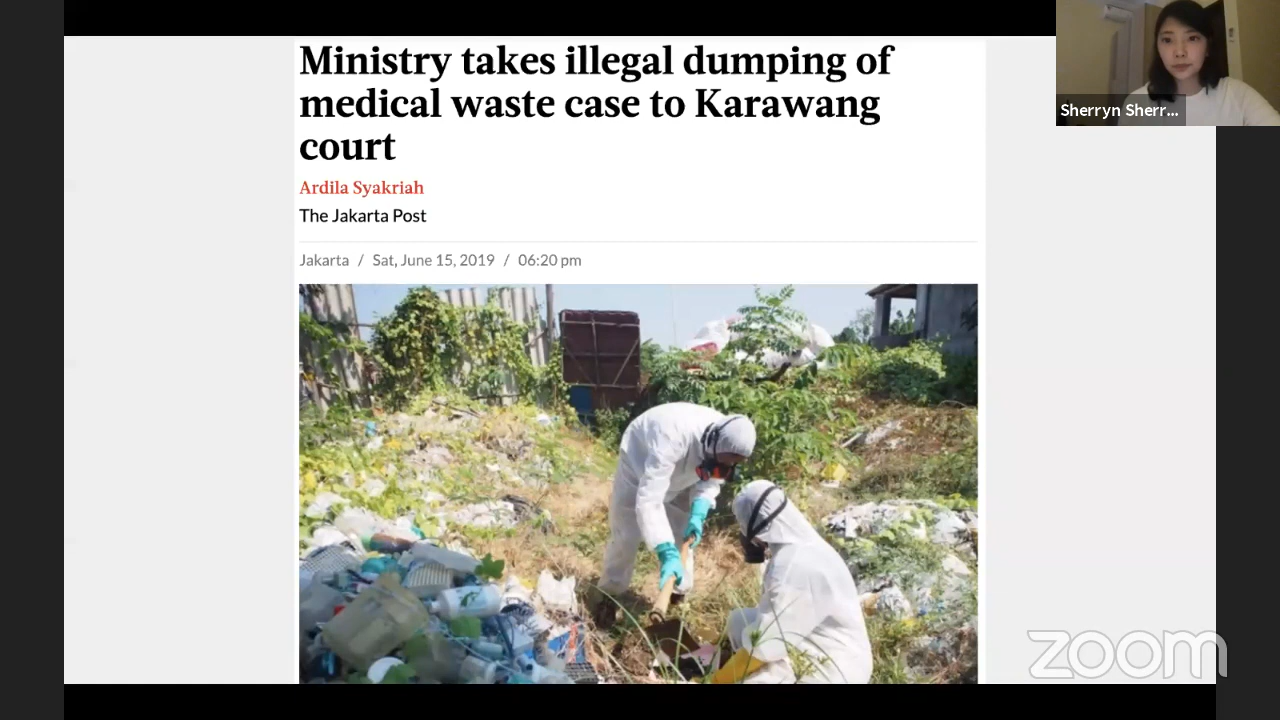 Ministry takes illegal dumping of
medical waste case to Karawang
court
Ardila Syakriah
The Jakarta Post
Jakarta / Sat, June 15, 2019 / 06:20 pm
Sherryn Sherr...
zoom